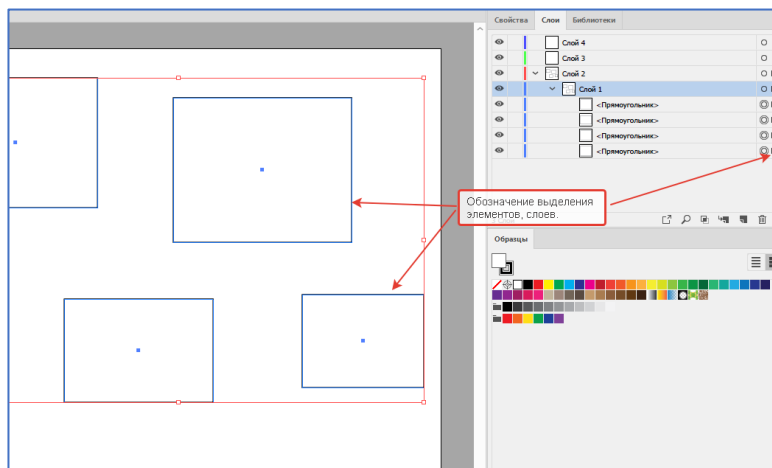 Свойства Слои Библиотеки
Слой 4
Слой 3
Слой 2
Слой 1
<Прямоугольник>
<Прямоугольник>
<Прямоугольник>
<Прямоугольник>
Обозначение выделения
элементов, слоев.
Образцы